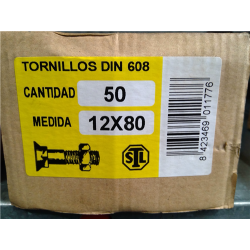 TORNILLOS DIN 608
CANTIDAD 50
MEDIDA 12X80
STL
8 423469 011776